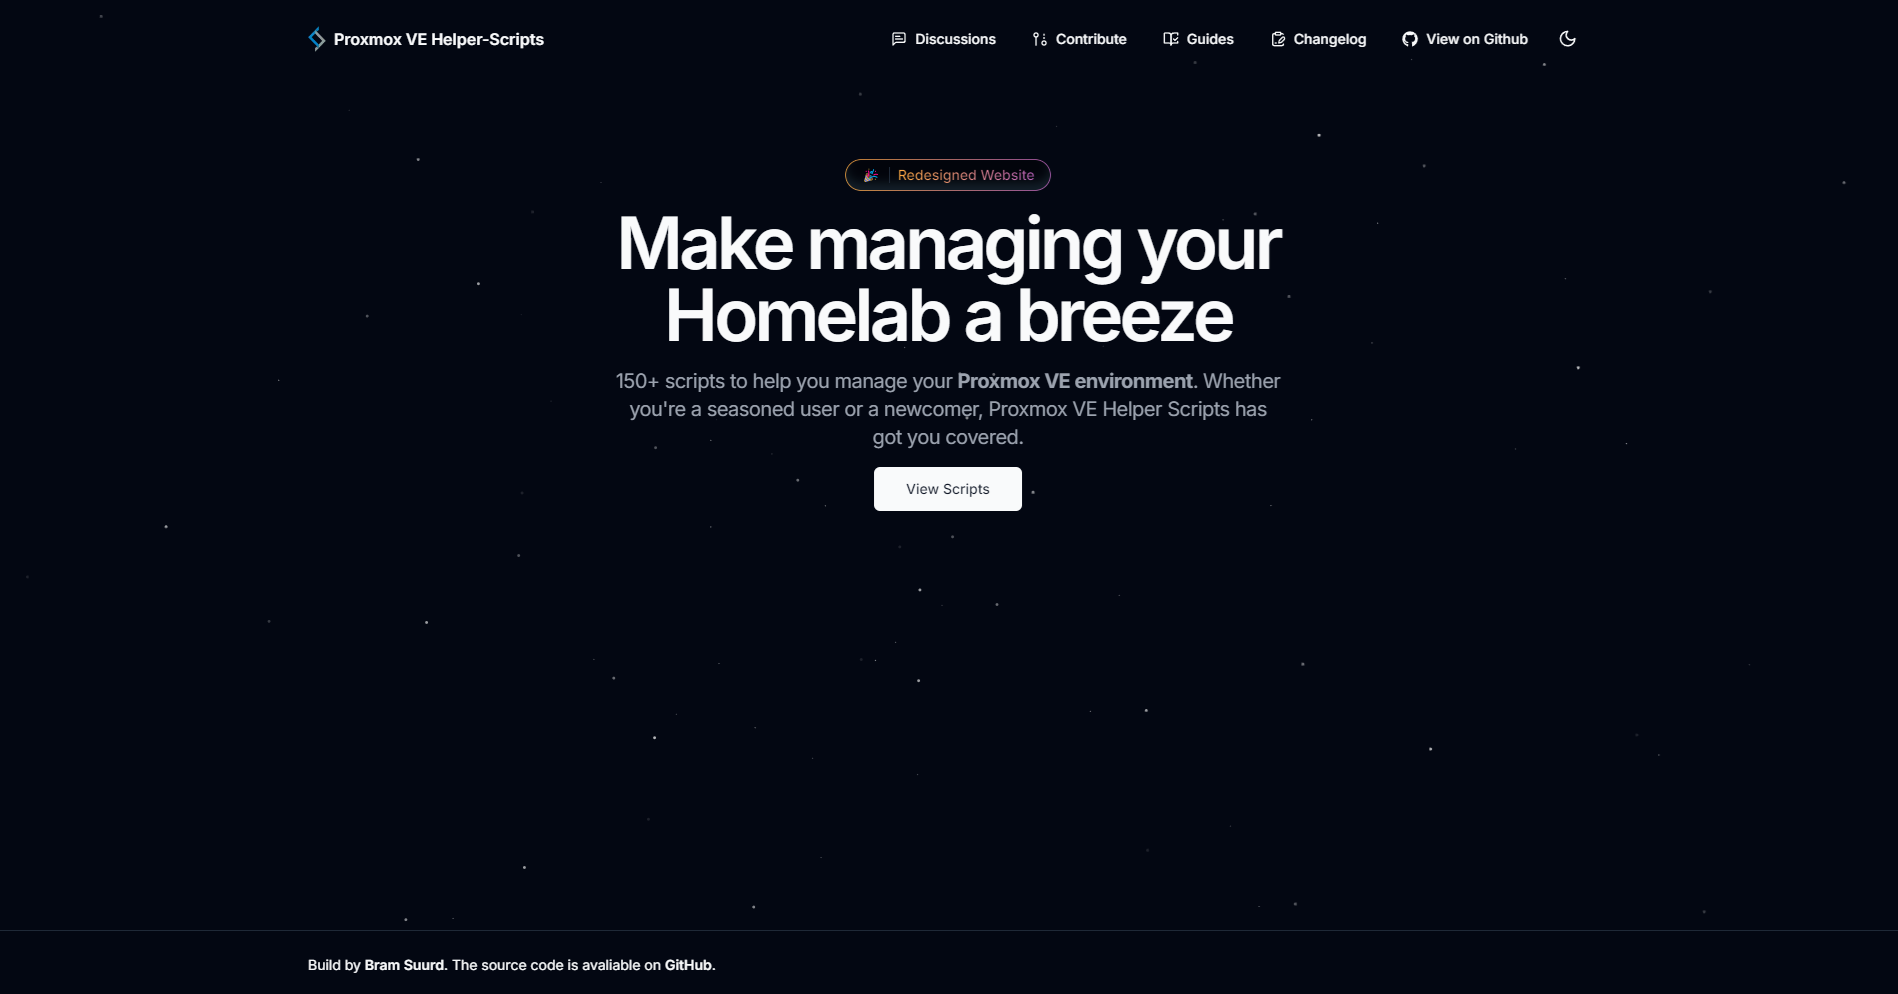 Proxmox VE Helper-Scripts
Discussions
Contribute
Guides
Changelog
View on Github
Redesigned Website
Make managing your
Homelab a breeze
150+ scripts to help you manage your Proxmox VE environment. Whether
you're a seasoned user or a newcomer, Proxmox VE Helper Scripts has
got you covered.
View Scripts
Build by Bram Suurd. The source code is avaliable on GitHub.